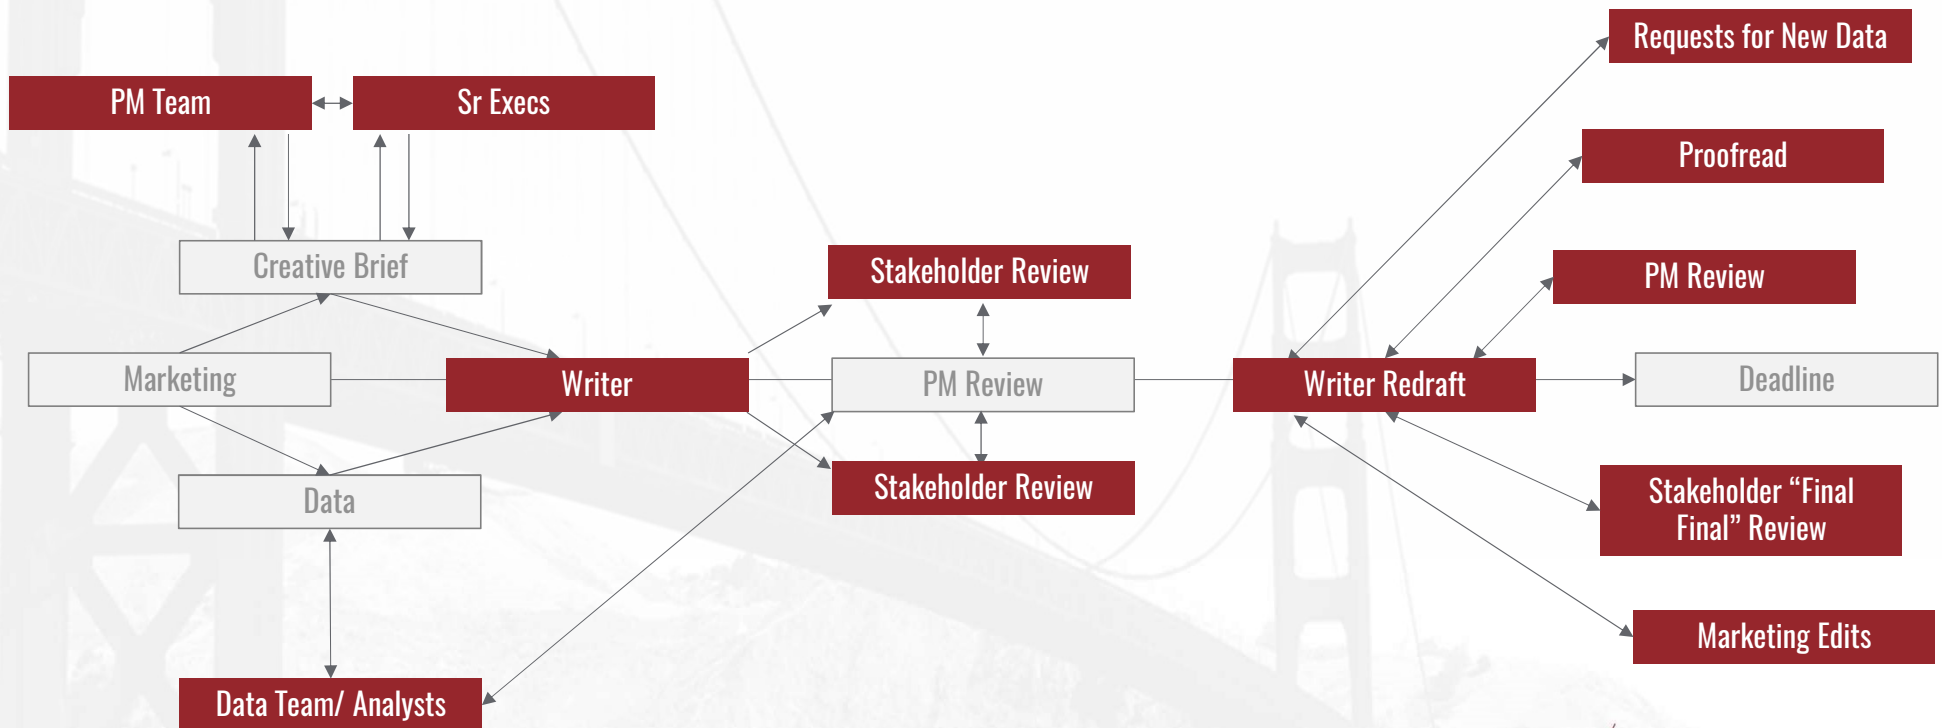 Requests for New Data
PM Team
Sr Execs
Proofread
Creative Brief
Stakeholder Review
PM Review
Marketing
Writer
PM Review
Writer Redraft
Deadline
Data
Stakeholder Review
Stakeholder “Final
Final” Review
Marketing Edits
Data Team/ Analysts